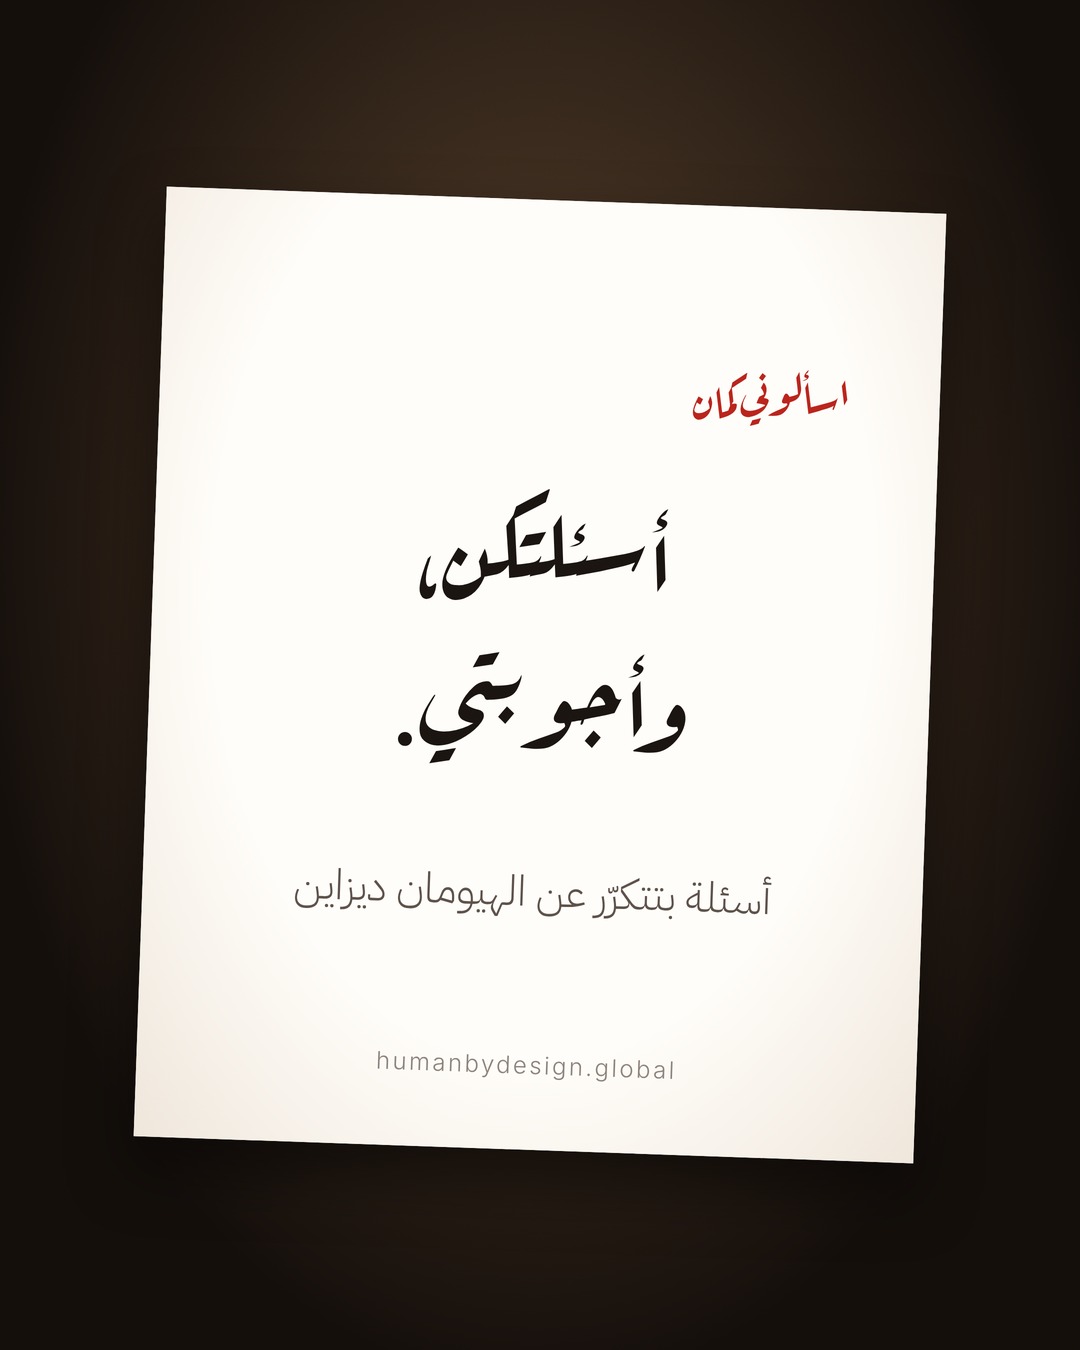 اسألوني كمان
أسئلتكن،
وأجوبتي.
أسئلة بتتكرّر عن الهيومان ديزاين
humanbydesign.global